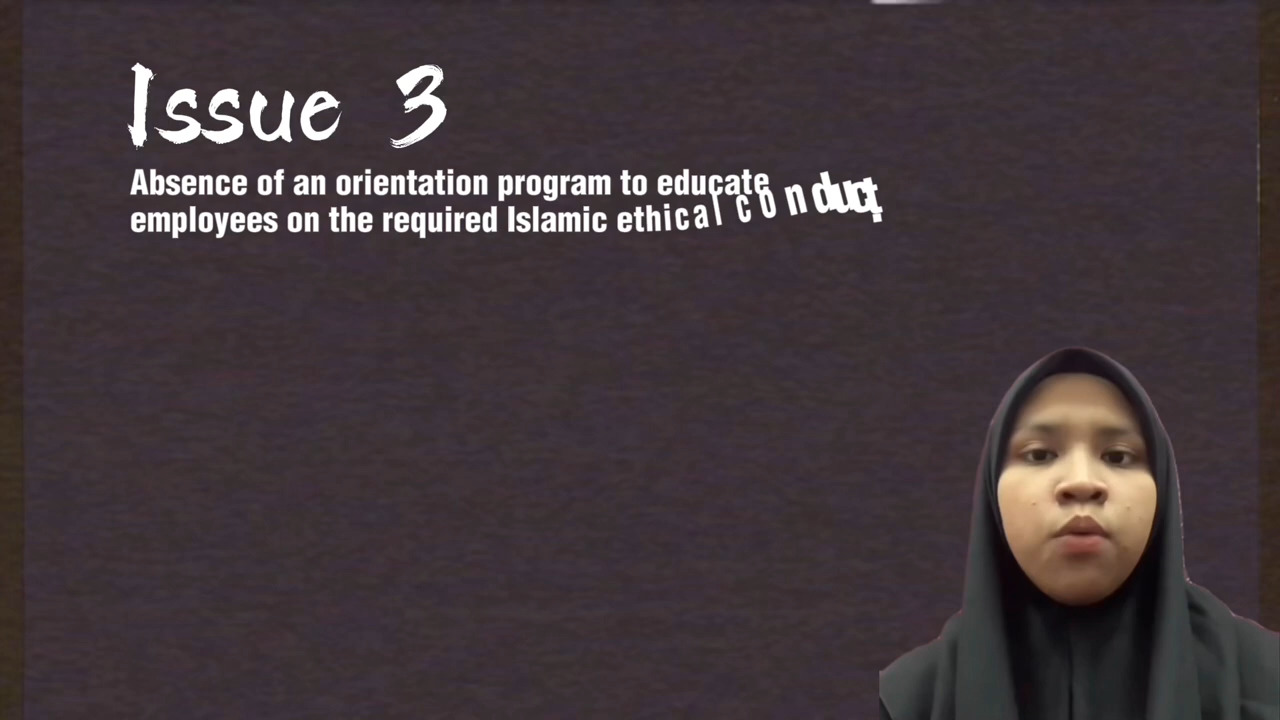 Issue 3
Absence of an orientation program to educate
employees on the required Islamic ethical conduct.